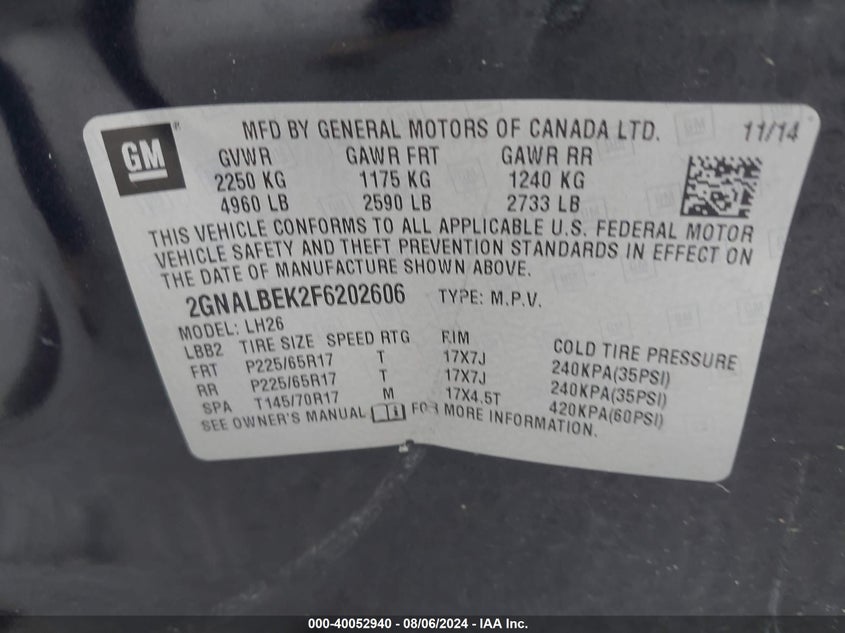 GM
MFD BY GENERAL MOTORS OF CANADA LTD. 11/14
GVWR GAWR FRT GAWR RR
2250 KG 1175 KG 1240 KG
4960 LB 2590 LB 2733 LB
THIS VEHICLE CONFORMS TO ALL APPLICABLE U.S. FEDERAL MOTOR
VEHICLE SAFETY AND THEFT PREVENTION STANDARDS IN EFFECT ON
THE DATE OF MANUFACTURE SHOWN ABOVE.
2GNALBEK2F6202606 TYPE: M.P.V.
MODEL: LH26
LBB2 TIRE SIZE SPEED RTG RIM COLD TIRE PRESSURE
FRT P225/65R17 T 17X7J 240KPA(35PSI)
RR P225/65R17 T 17X7J 240KPA(35PSI)
SPA T145/70R17 M 17X4.5T 420KPA(60PSI)
SEE OWNER'S MANUAL FOR MORE INFORMATION.
000-40052940 - 08/06/2024 - IAA Inc.